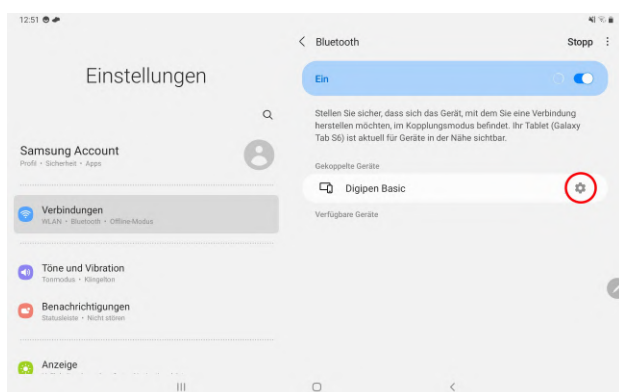 12:51
Einstellungen
Samsung Account
Profil • Sicherheit • Apps
Verbindungen
WLAN • Bluetooth • Offline-Modus
Töne und Vibration
Tonmodus • Klingelton
Benachrichtigungen
Statusleiste • Nicht stören
Anzeige
Bluetooth
Stopp
Ein
Stellen Sie sicher, dass sich das Gerät, mit dem Sie eine Verbindung
herstellen möchten, im Kopplungsmodus befindet. Ihr Tablet (Galaxy
Tab S6) ist aktuell für Geräte in der Nähe sichtbar.
Gekoppelte Geräte
Digipen Basic
Verfügbare Geräte